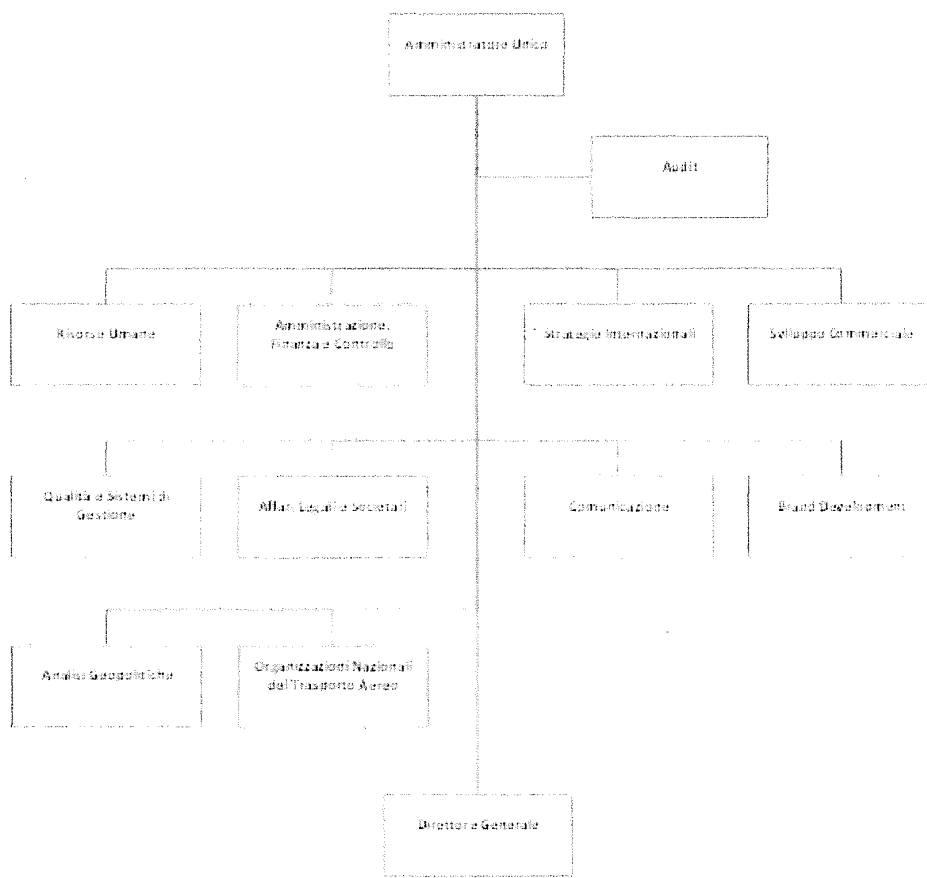 Amministratore Unico
Audit
Risorse Umane
Amministrazione,
Finanza e Controllo
Strategie Internazionali
Sviluppo Commerciale
Qualità e Sistemi di
Gestione
Affari Legali e Societari
Comunicazione
Brand Development
Analisi Geopolitiche
Organizzazioni Nazionali
del Trasporto Aereo
Direttore Generale